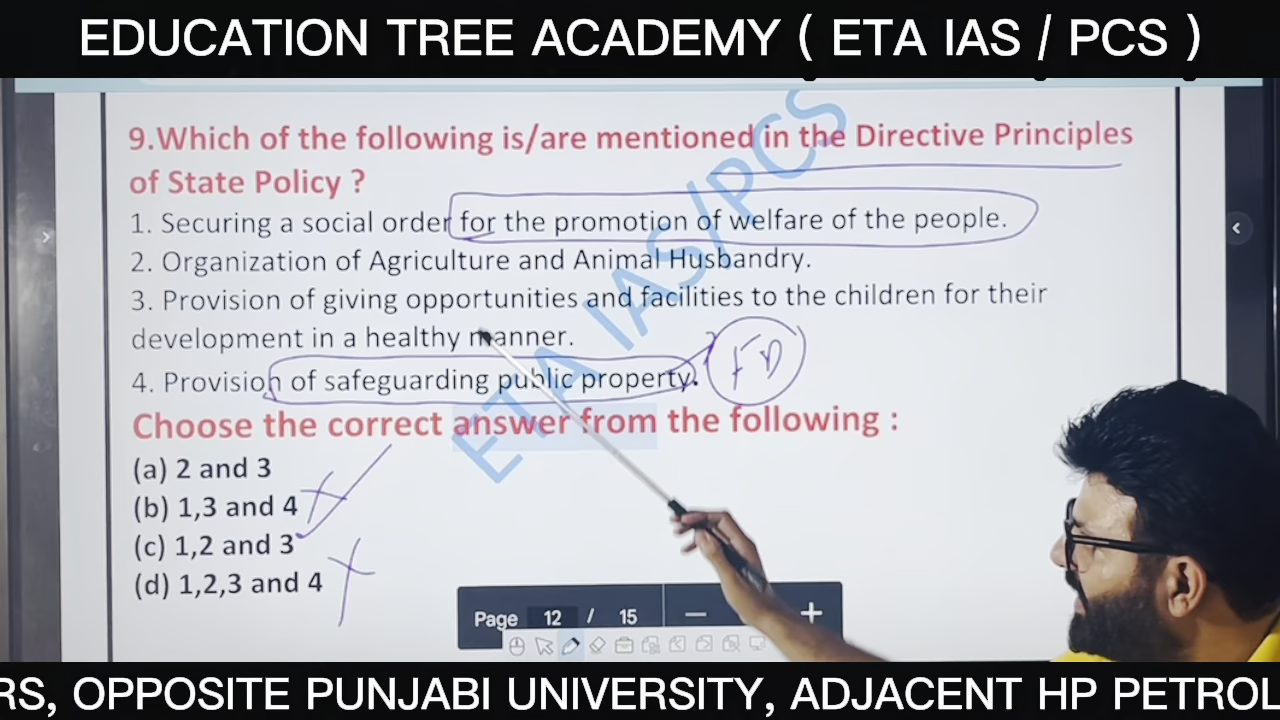 EDUCATION TREE ACADEMY ( ETA IAS / PCS )
9.Which of the following is/are mentioned in the Directive Principles
of State Policy ?
1. Securing a social order for the promotion of welfare of the people.
2. Organization of Agriculture and Animal Husbandry.
3. Provision of giving opportunities and facilities to the children for their
development in a healthy manner.
4. Provision of safeguarding public property.
FD
Choose the correct answer from the following :
(a) 2 and 3
(b) 1,3 and 4
(c) 1,2 and 3
(d) 1,2,3 and 4
ETA IAS/PCS
Page 12 / 15 — +
RS, OPPOSITE PUNJABI UNIVERSITY, ADJACENT HP PETROL